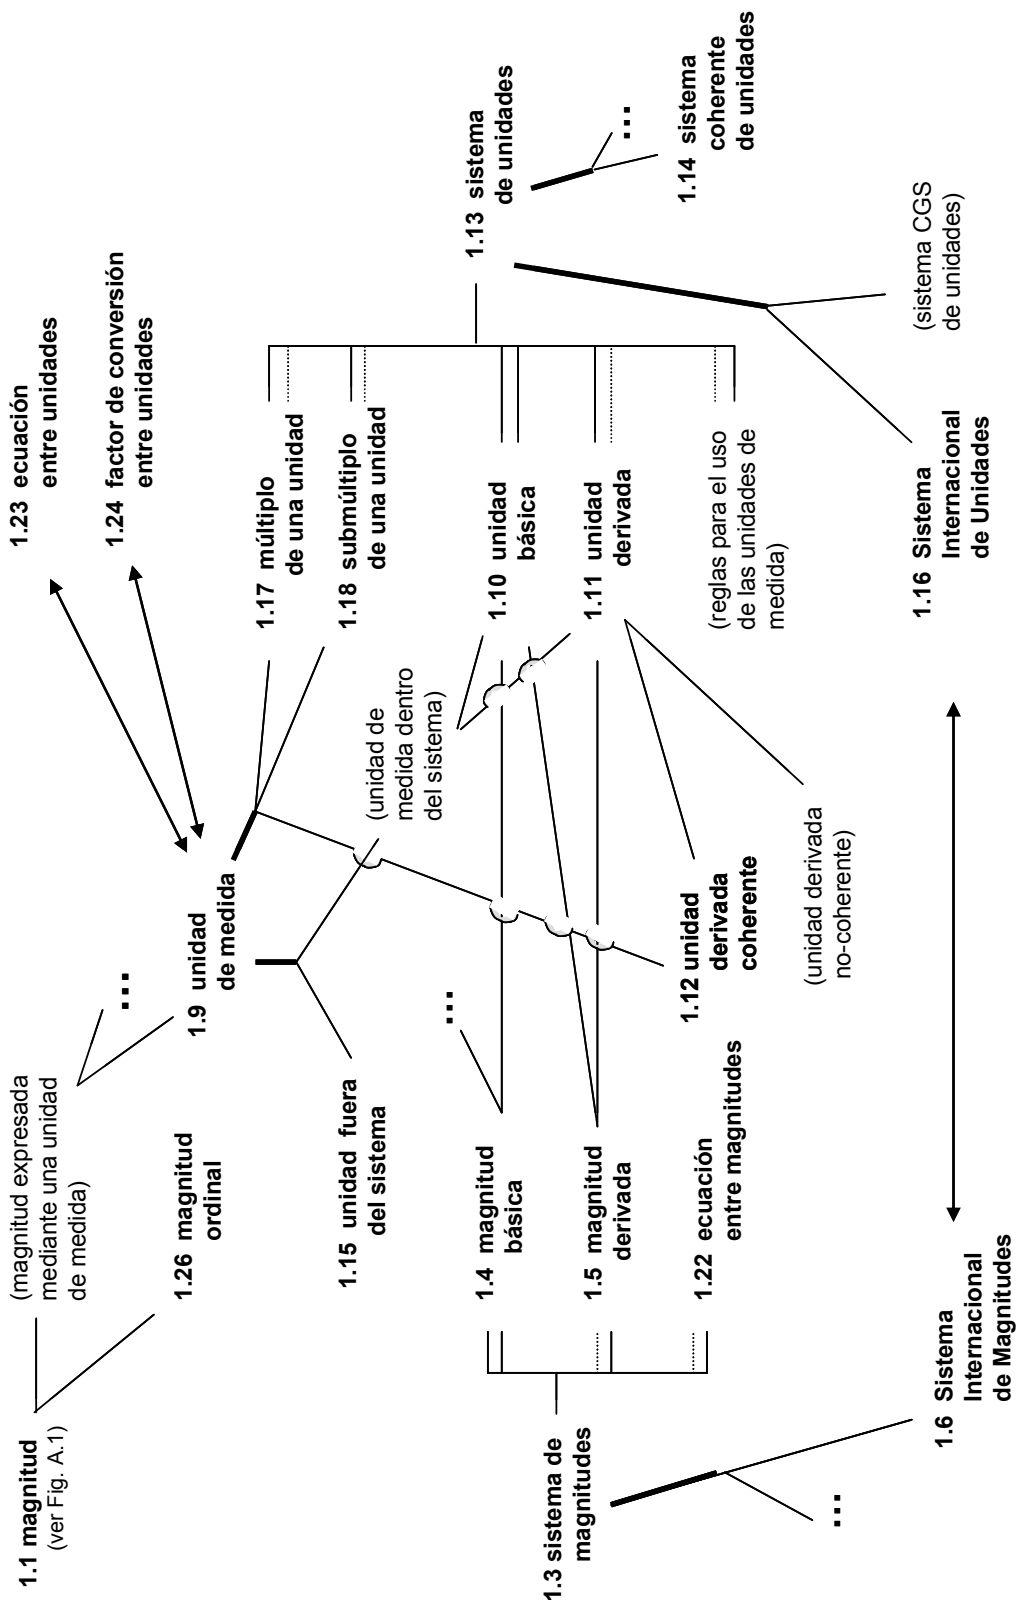 1.1 magnitud
(ver Fig. A.1)
(magnitud expresada
mediante una unidad
de medida)
1.26 magnitud
ordinal
...
1.9 unidad
de medida
1.23 ecuación
entre unidades
1.24 factor de conversión
entre unidades
1.15 unidad fuera
del sistema
(unidad de
medida dentro
del sistema)
1.17 múltiplo
de una unidad
1.18 submúltiplo
de una unidad
1.3 sistema de
magnitudes
1.4 magnitud
básica
...
1.5 magnitud
derivada
1.22 ecuación
entre magnitudes
1.10 unidad
básica
1.11 unidad
derivada
1.12 unidad
derivada
coherente
(unidad derivada
no-coherente)
(reglas para el uso
de las unidades de
medida)
1.13 sistema
de unidades
...
1.14 sistema
coherente
de unidades
(sistema CGS
de unidades)
1.16 Sistema
Internacional
de Unidades
...
1.6 Sistema
Internacional
de Magnitudes